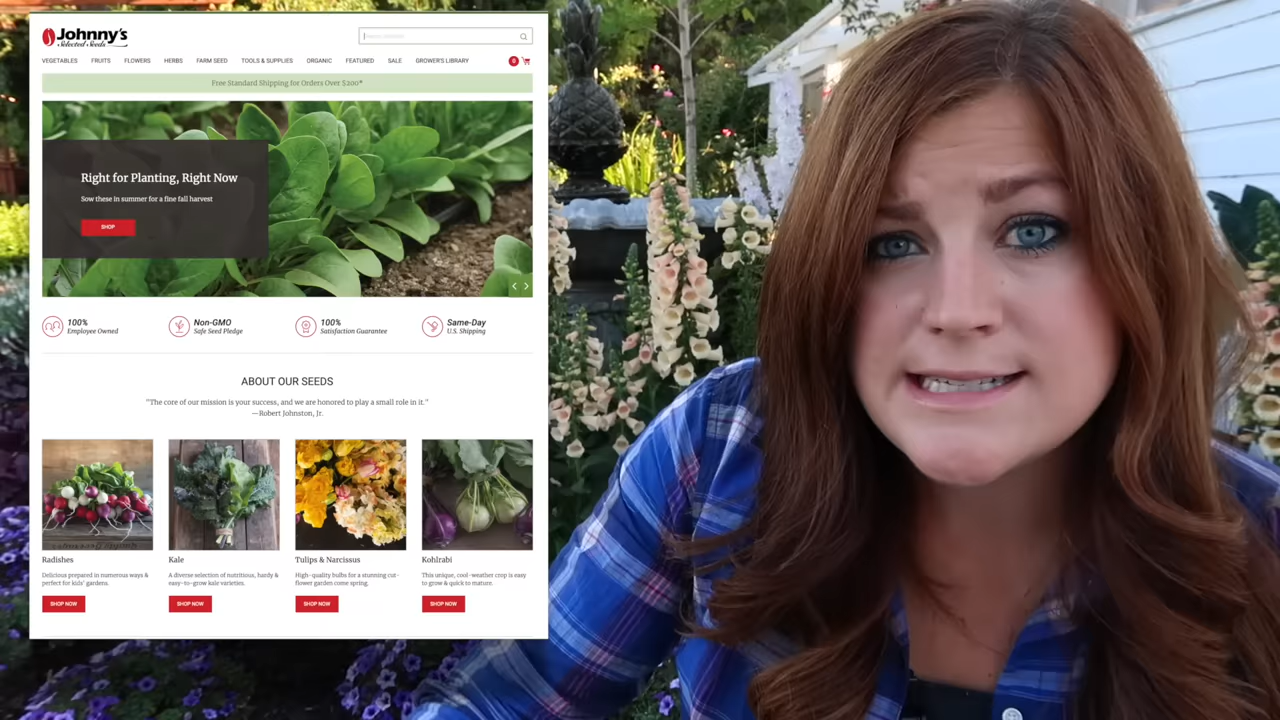 Johnny's
Selected Seeds
VEGETABLES FRUITS FLOWERS HERBS FARM SEED TOOLS & SUPPLIES ORGANIC FEATURED SALE GROWER'S LIBRARY 0
Free Standard Shipping for Orders Over $200*
Right for Planting, Right Now
Sow these in summer for a fine fall harvest
SHOP
100%
Employee Owned
Non-GMO
Safe Seed Pledge
100%
Satisfaction Guarantee
Same-Day
U.S. Shipping
ABOUT OUR SEEDS
"The core of our mission is your success, and we are honored to play a small role in it."
—Robert Johnston, Jr.
Radishes
Delicious prepared in numerous ways &
perfect for kids' gardens.
SHOP NOW
Kale
A diverse selection of nutritious, hardy &
easy-to-grow kale varieties.
SHOP NOW
Tulips & Narcissus
High-quality bulbs for a stunning cut-
flower garden come spring.
SHOP NOW
Kohlrabi
This unique, cool-weather crop is easy
to grow & quick to mature.
SHOP NOW